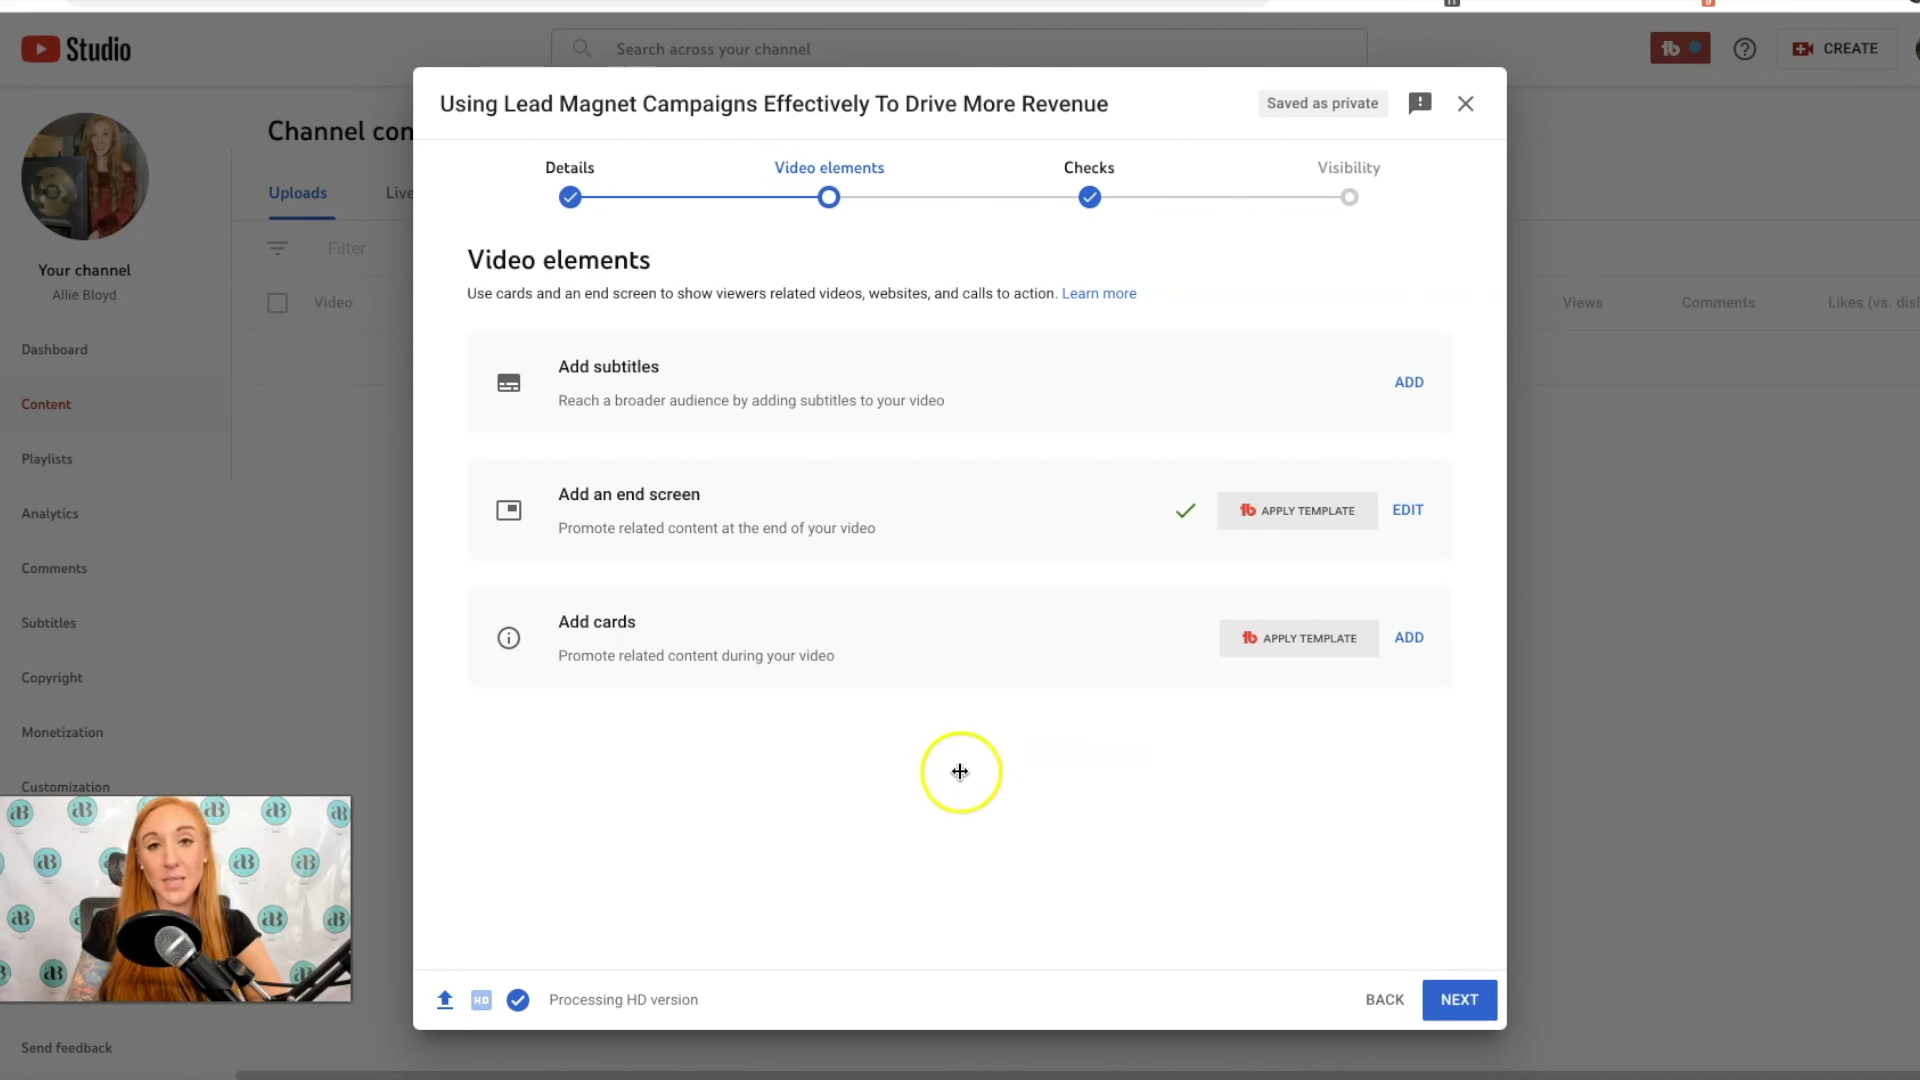 Studio
Search across your channel
CREATE
Using Lead Magnet Campaigns Effectively To Drive More Revenue
Saved as private
Channel con
Details
Video elements
Checks
Visibility
Uploads
Live
Filter
Your channel
Allie Bloyd
Video
Views
Comments
Likes (vs. disl
Video elements
Use cards and an end screen to show viewers related videos, websites, and calls to action. Learn more
Dashboard
Content
Playlists
Analytics
Comments
Subtitles
Copyright
Monetization
Customization
Add subtitles
Reach a broader audience by adding subtitles to your video
ADD
Add an end screen
Promote related content at the end of your video
APPLY TEMPLATE
EDIT
Add cards
Promote related content during your video
APPLY TEMPLATE
ADD
HD
Processing HD version
BACK
NEXT
Send feedback